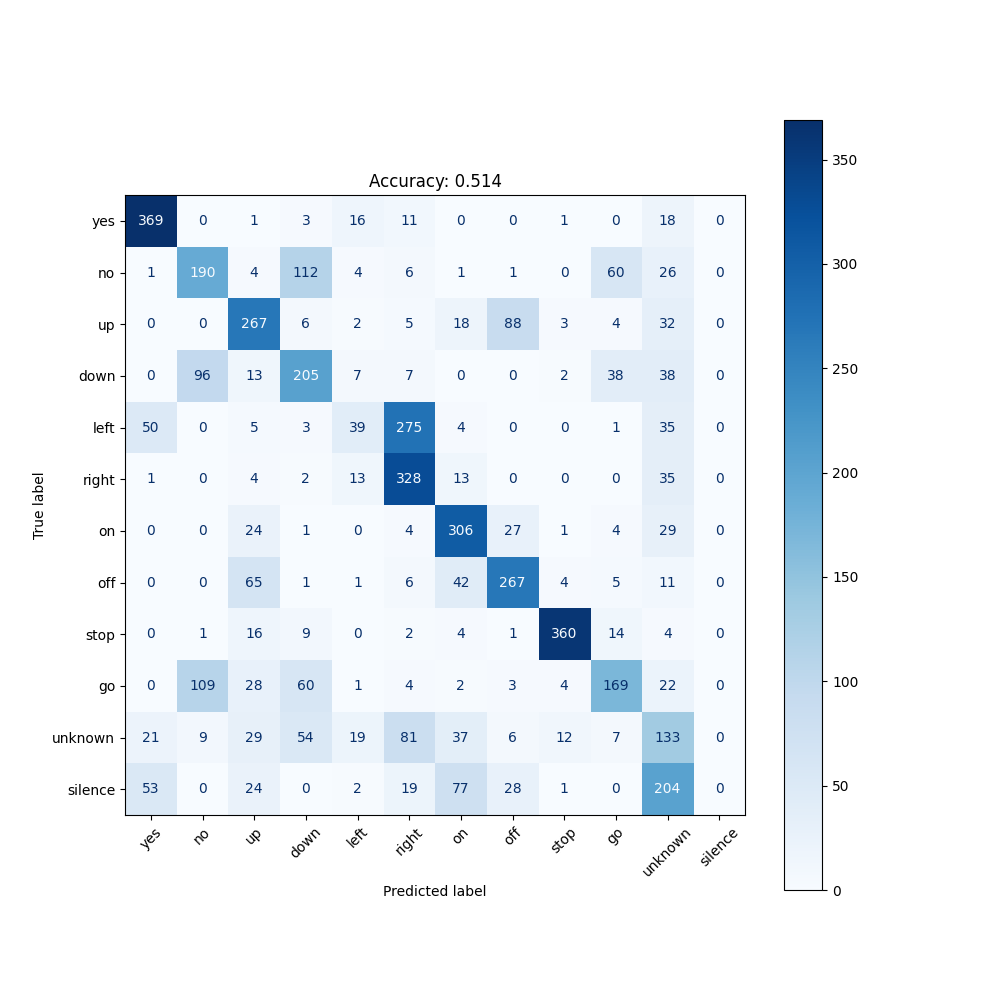 Accuracy: 0.514
yes 369 0 1 3 16 11 0 0 1 0 18 0
no 1 190 4 112 4 6 1 1 0 60 26 0
up 0 0 267 6 2 5 18 88 3 4 32 0
down 0 96 13 205 7 7 0 0 2 38 38 0
left 50 0 5 3 39 275 4 0 0 1 35 0
right 1 0 4 2 13 328 13 0 0 0 35 0
on 0 0 24 1 0 4 306 27 1 4 29 0
off 0 0 65 1 1 6 42 267 4 5 11 0
stop 0 1 16 9 0 2 4 1 360 14 4 0
go 0 109 28 60 1 4 2 3 4 169 22 0
unknown 21 9 29 54 19 81 37 6 12 7 133 0
silence 53 0 24 0 2 19 77 28 1 0 204 0
yes no up down left right on off stop go unknown silence
Predicted label
True label
350
300
250
200
150
100
50
0